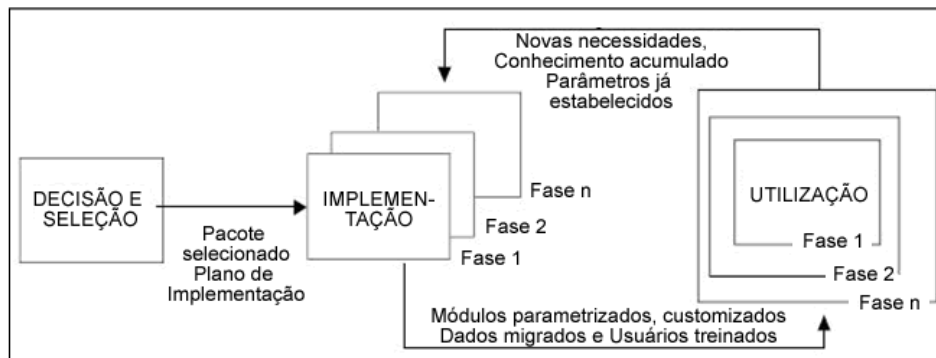 Novas necessidades,
Conhecimento acumulado
Parâmetros já
estabelecidos
DECISÃO E
SELEÇÃO
Pacote
selecionado
Plano de
Implementação
IMPLEMEN-
TAÇÃO
Fase 1
Fase 2
Fase n
UTILIZAÇÃO
Fase 1
Fase 2
Fase n
Módulos parametrizados, customizados
Dados migrados e Usuários treinados